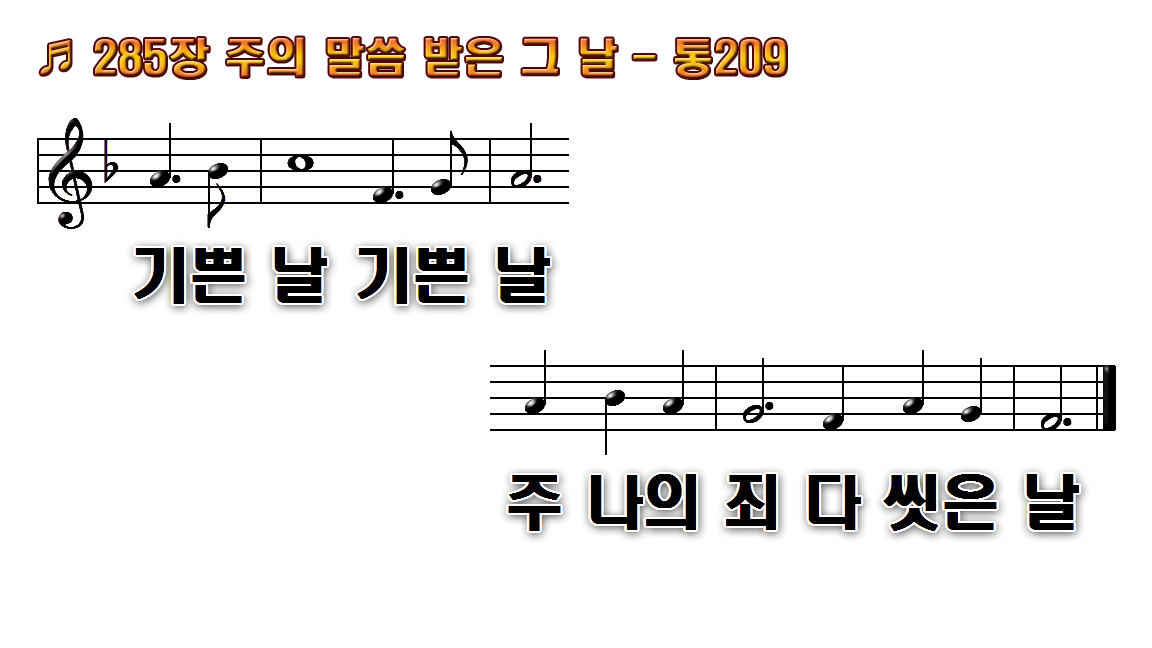 ♬ 285장 주의 말씀 받은 그 날 - 통209
기쁜 날 기쁜 날
주 나의 죄 다 씻은 날